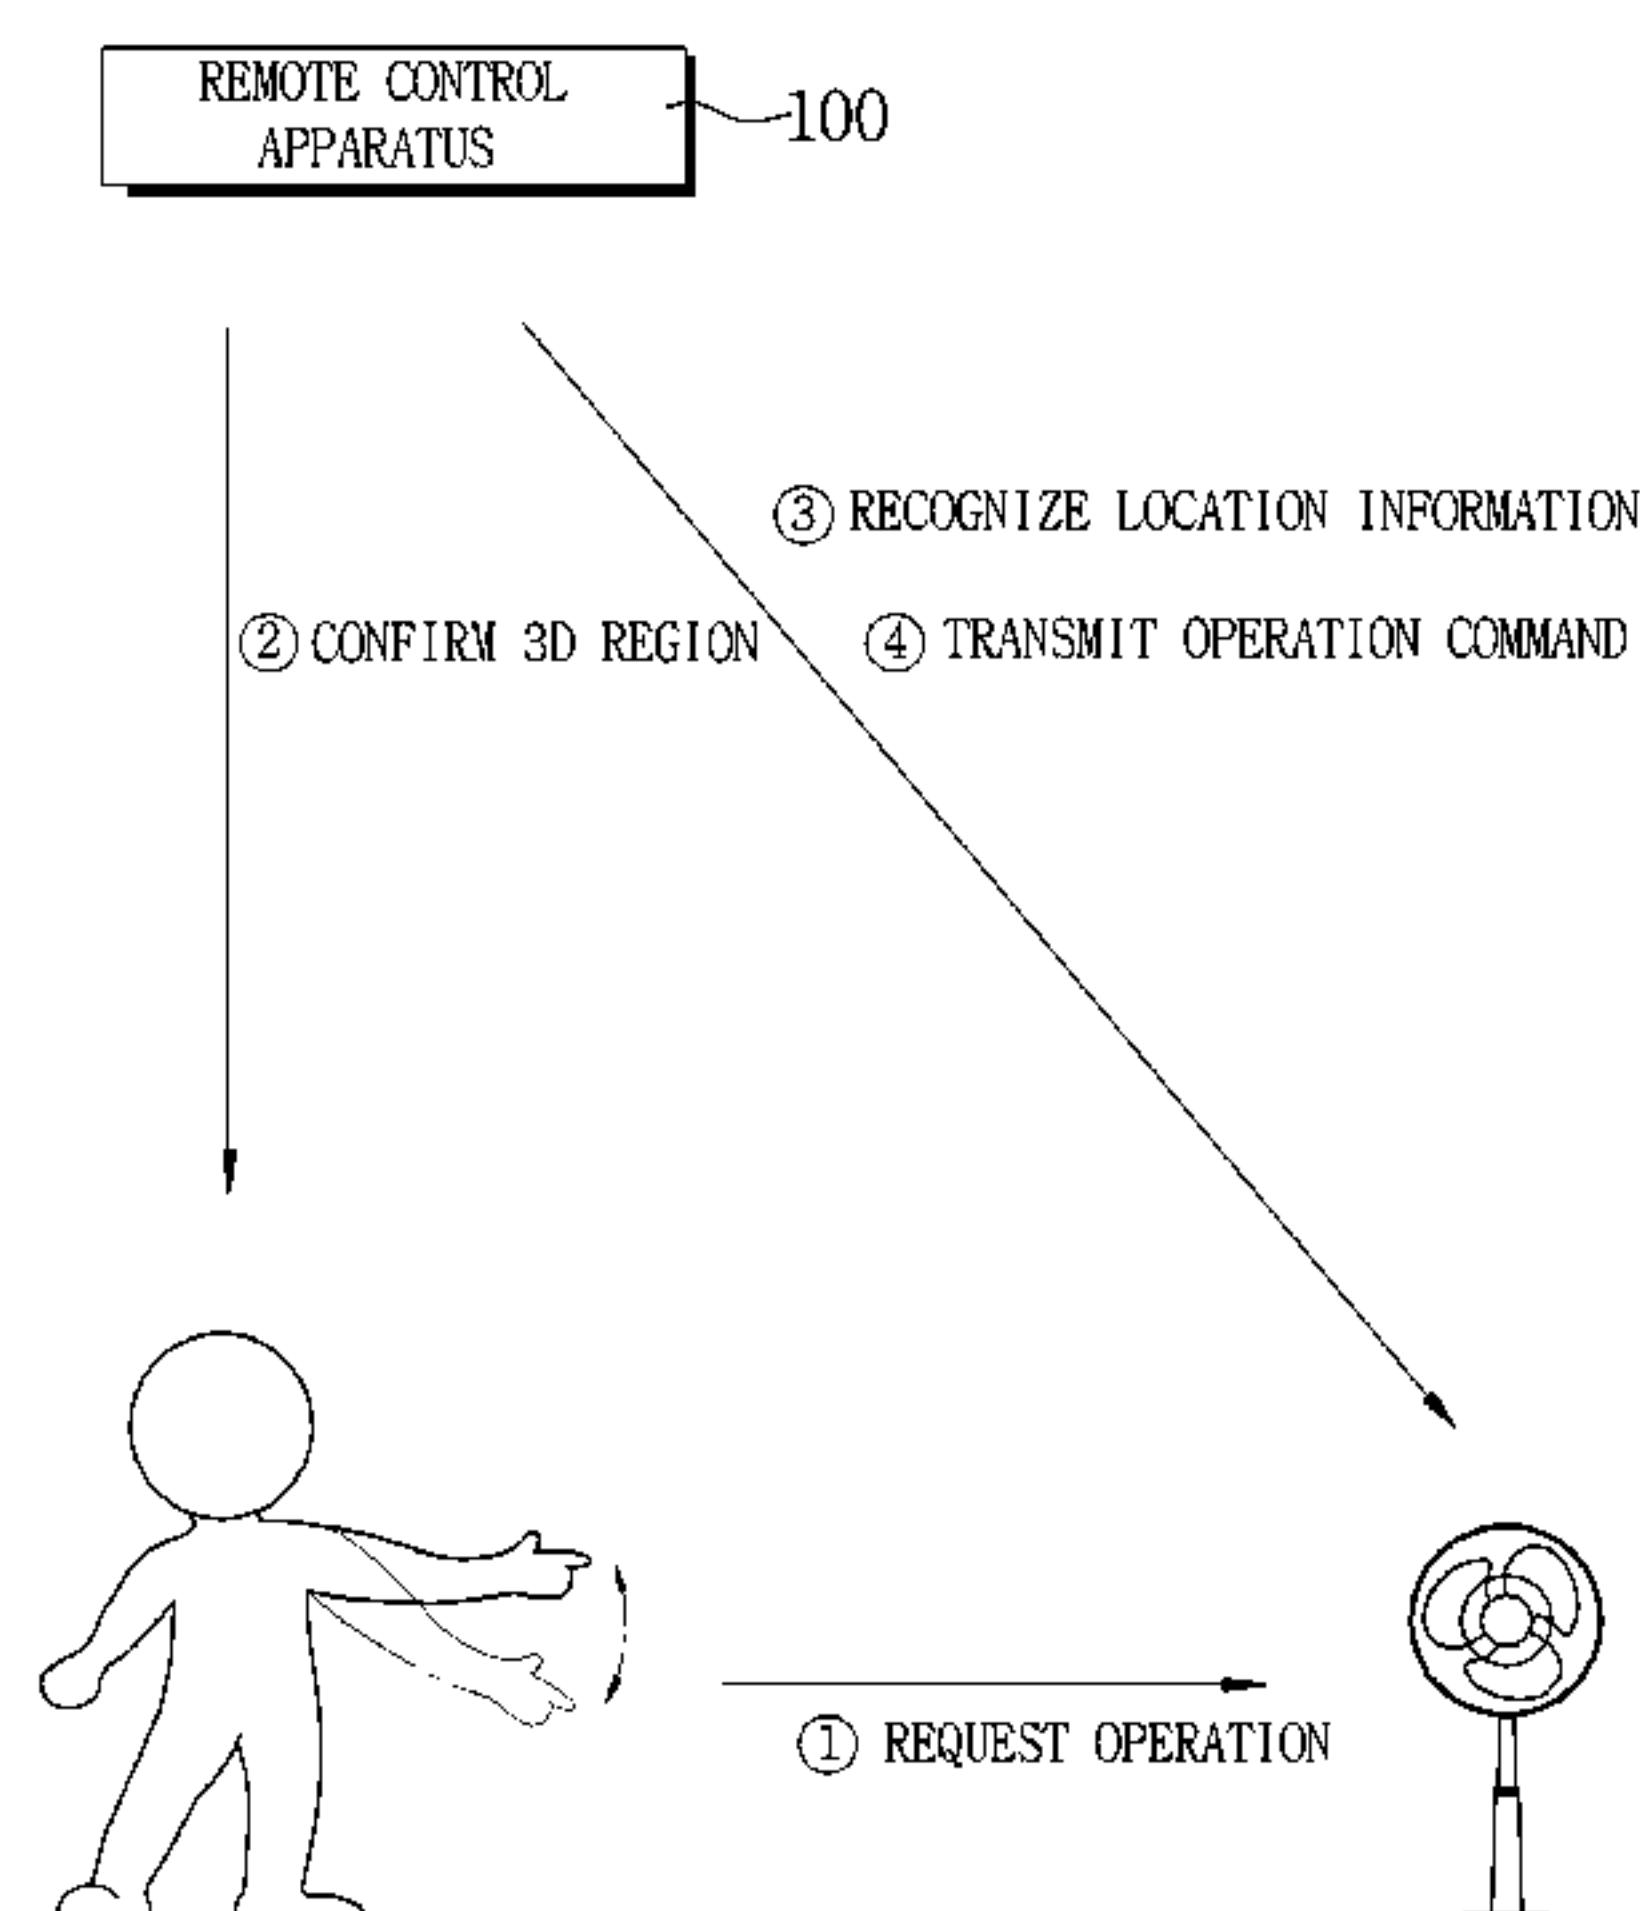 REMOTE CONTROL
APPARATUS
100
③ RECOGNIZE LOCATION INFORMATION
② CONFIRM 3D REGION
④ TRANSMIT OPERATION COMMAND
① REQUEST OPERATION